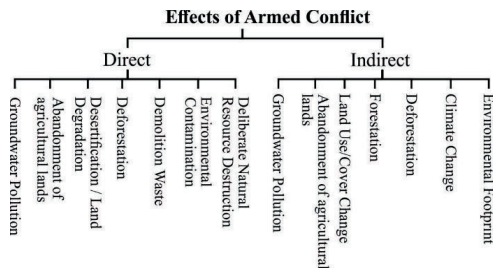 Effects of Armed Conflict
Direct
Indirect
Groundwater Pollution
Abandonment of
agricultural lands
Desertification / Land
Degradation
Deforestation
Demolition Waste
Environmental
Contamination
Deliberate Natural
Resource Destruction
Groundwater Pollution
Abandonment of agricultural
lands
Land Use/Cover Change
Forestation
Deforestation
Climate Change
Environmental Footprint